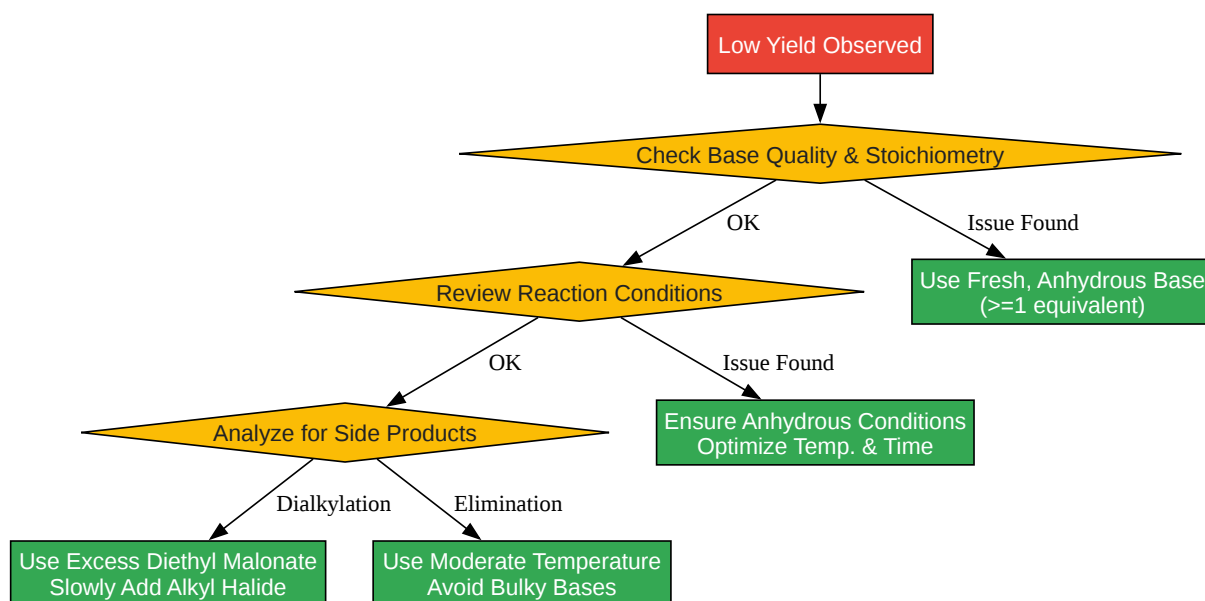 Low Yield Observed
Check Base Quality & Stoichiometry
OK
Issue Found
Use Fresh, Anhydrous Base
(>=1 equivalent)
Review Reaction Conditions
OK
Issue Found
Ensure Anhydrous Conditions
Optimize Temp. & Time
Analyze for Side Products
Dialkylation
Elimination
Use Excess Diethyl Malonate
Slowly Add Alkyl Halide
Use Moderate Temperature
Avoid Bulky Bases